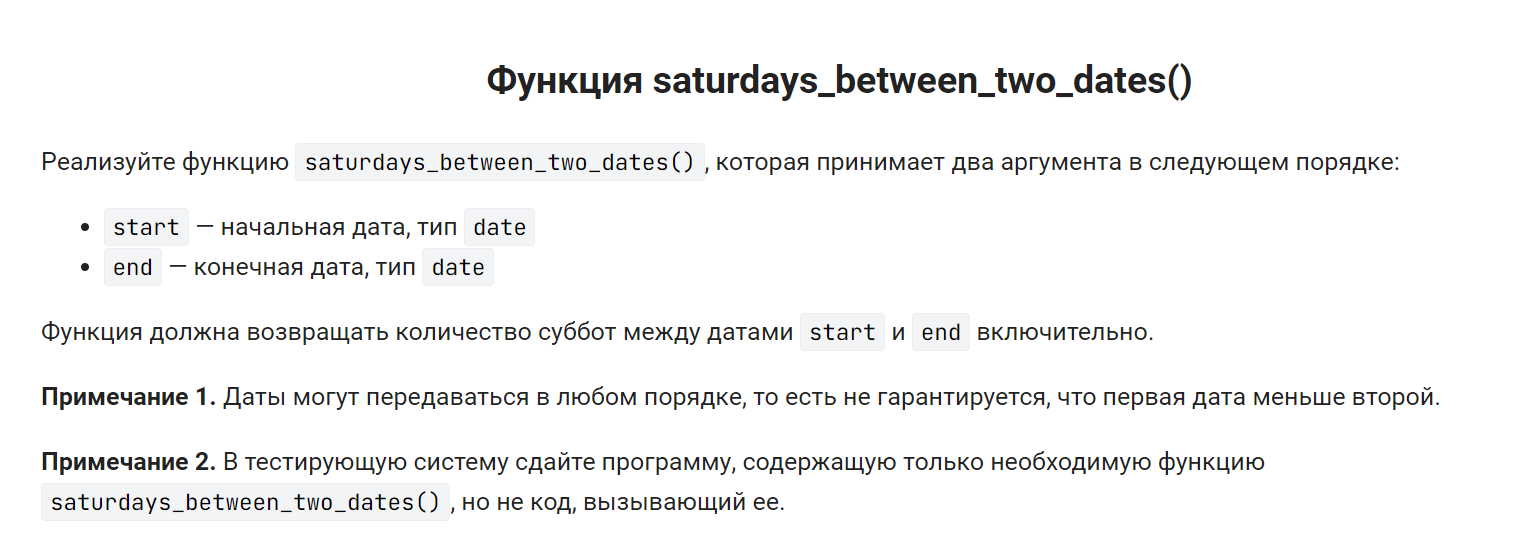 Функция saturdays_between_two_dates()
Реализуйте функцию saturdays_between_two_dates(), которая принимает два аргумента в следующем порядке:
• start — начальная дата, тип date
• end — конечная дата, тип date
Функция должна возвращать количество суббот между датами start и end включительно.
Примечание 1. Даты могут передаваться в любом порядке, то есть не гарантируется, что первая дата меньше второй.
Примечание 2. В тестирующую систему сдайте программу, содержащую только необходимую функцию
saturdays_between_two_dates(), но не код, вызывающий ее.